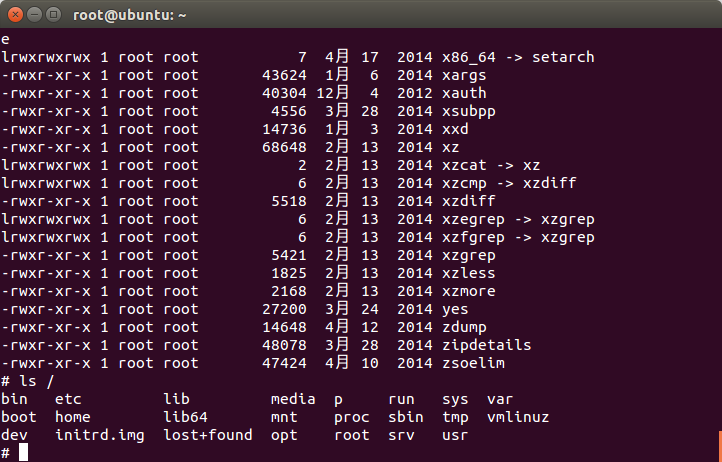 root@ubuntu: ~
e
lrwxrwxrwx 1 root root           7  4月 17  2014 x86_64 -> setarch
-rwxr-xr-x 1 root root       43624  1月  6  2014 xargs
-rwxr-xr-x 1 root root       40304 12月  4  2012 xauth
-rwxr-xr-x 1 root root        4556  3月 28  2014 xsubpp
-rwxr-xr-x 1 root root       14736  1月  3  2014 xxd
-rwxr-xr-x 1 root root       68648  2月 13  2014 xz
lrwxrwxrwx 1 root root           2  2月 13  2014 xzcat -> xz
lrwxrwxrwx 1 root root           6  2月 13  2014 xzcmp -> xzdiff
-rwxr-xr-x 1 root root        5518  2月 13  2014 xzdiff
lrwxrwxrwx 1 root root           6  2月 13  2014 xzegrep -> xzgrep
lrwxrwxrwx 1 root root           6  2月 13  2014 xzfgrep -> xzgrep
-rwxr-xr-x 1 root root        5421  2月 13  2014 xzgrep
-rwxr-xr-x 1 root root        1825  2月 13  2014 xzless
-rwxr-xr-x 1 root root        2168  2月 13  2014 xzmore
-rwxr-xr-x 1 root root       27200  3月 24  2014 yes
-rwxr-xr-x 1 root root       14648  4月 12  2014 zdump
-rwxr-xr-x 1 root root       48078  3月 28  2014 zipdetails
-rwxr-xr-x 1 root root       47424  4月 10  2014 zsoelim
# ls /
bin   etc         lib         media  p     run   sys  var
boot  home        lib64       mnt    proc  sbin  tmp  vmlinuz
dev   initrd.img  lost+found  opt    root  srv   usr
#